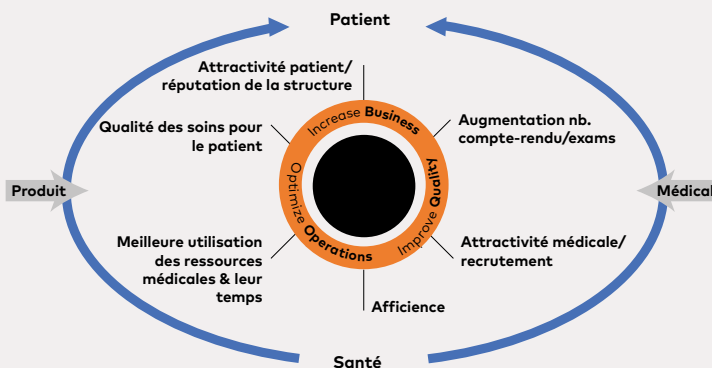 Patient
Attractivité patient/
réputation de la structure
Increase Business
Qualité des soins pour
le patient
Augmentation nb.
compte-rendu/exams
Produit
Médical
Optimize Operations
Improve Quality
Meilleure utilisation
des ressources
médicales & leur
temps
Attractivité médicale/
recrutement
Afficience
Santé